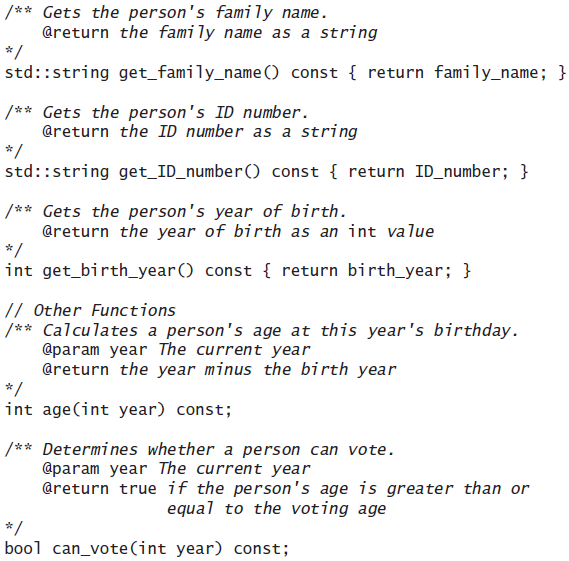 /** Gets the person's family name.
@return the family name as a string
*/
std::string get_family_name() const { return family_name; }
/** Gets the person's ID number.
@return the ID number as a string
*/
std::string get_ID_number() const { return ID_number; }
/** Gets the person's year of birth.
@return the year of birth as an int value
*/
int get_birth_year() const { return birth_year; }
// Other Functions
/** Calculates a person's age at this year's birthday.
@param year The current year
@return the year minus the birth year
*/
int age(int year) const;
/** Determines whether a person can vote.
@param year The current year
@return true if the person's age is greater than or
equal to the voting age
*/
bool can_vote(int year) const;